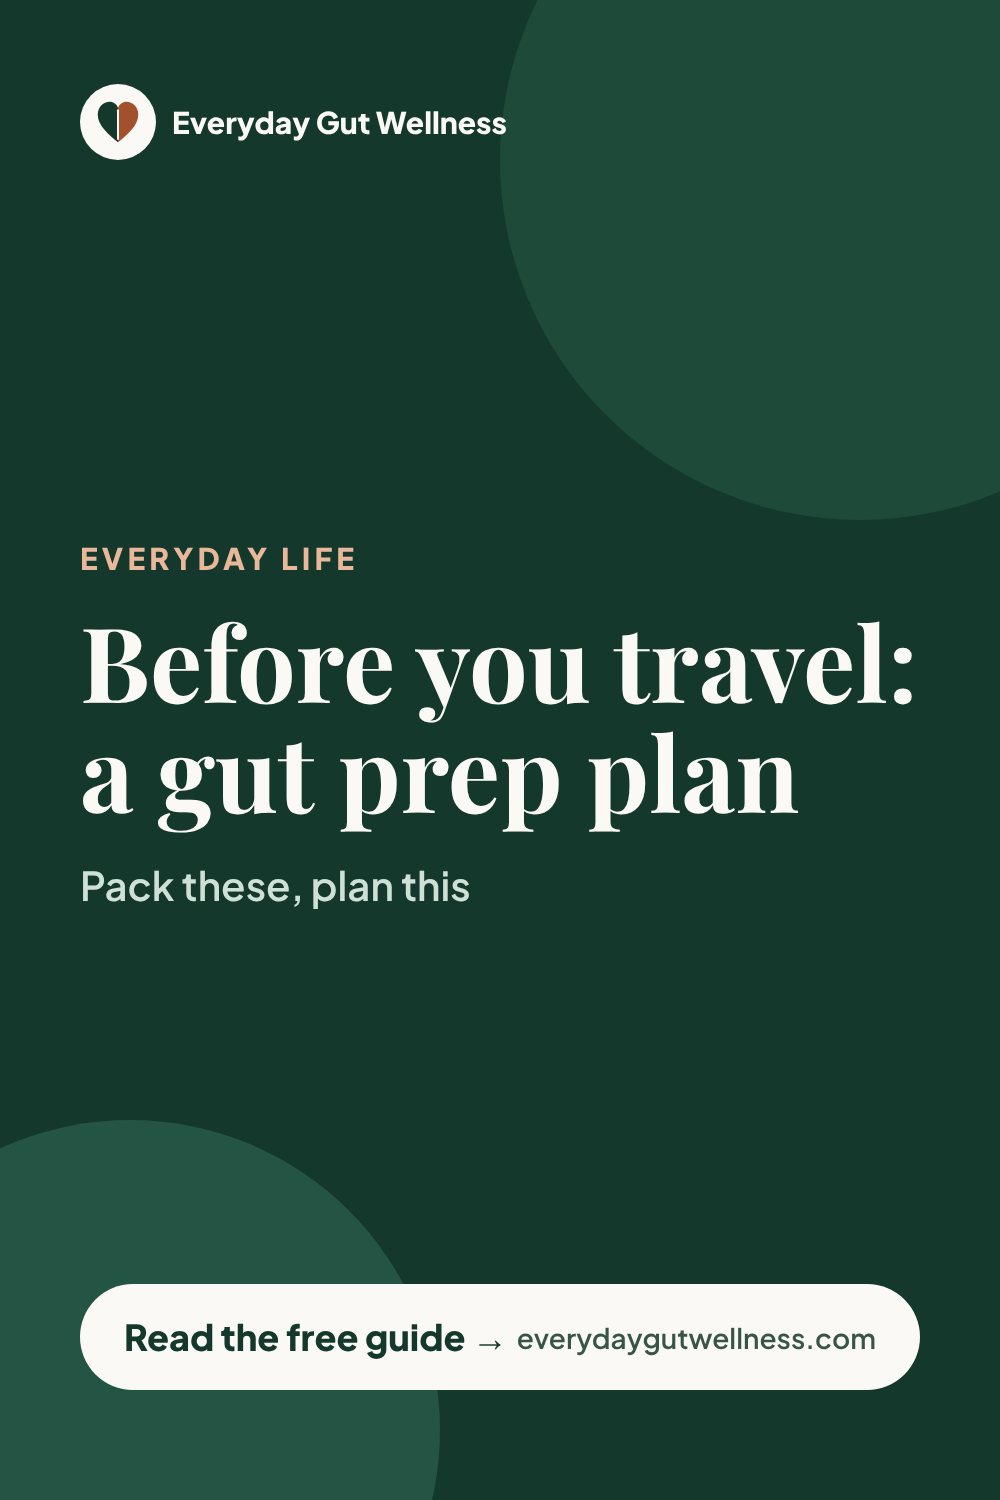 Everyday Gut Wellness
EVERYDAY LIFE
Before you travel:
a gut prep plan
Pack these, plan this
Read the free guide → everydaygutwellness.com